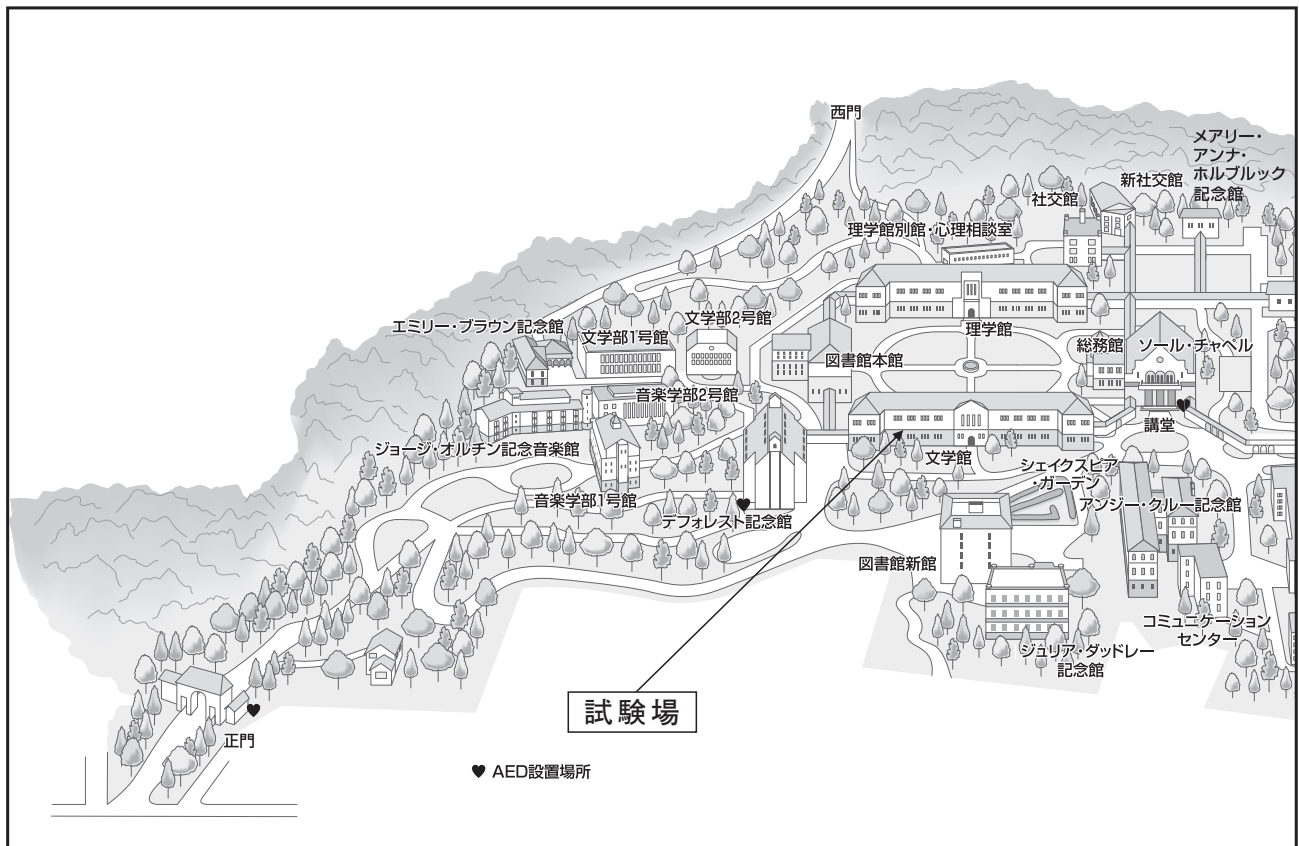 西門
メアリー・
アンナ・
ホルブルック
記念館
新社交館
社交館
理学館別館・心理相談室
エミリー・ブラウン記念館
文学部1号館
文学部2号館
理学館
総務館
ソール・チャペル
図書館本館
音楽学部2号館
講堂
ジョージ・オルチン記念音楽館
文学館
シェイクスピア
・ガーデン
音楽学部1号館
アンジー・クルー記念館
デフォレスト記念館
図書館新館
コミュニケーション
センター
ジュリア・ダッドレー
記念館
試験場
正門
AED設置場所